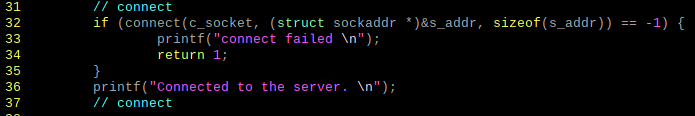 31 // connect
32 if (connect(c_socket, (struct sockaddr *)&s_addr, sizeof(s_addr)) == -1) {
33 printf("connect failed \n");
34 return 1;
35 }
36 printf("Connected to the server. \n");
37 // connect